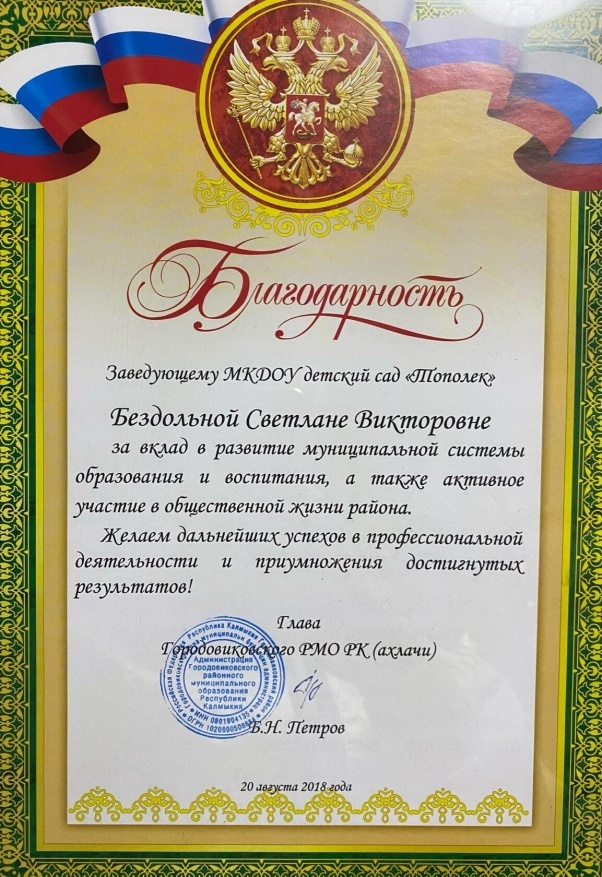 Благодарность
Заведующему МКДОУ детский сад «Тополек»
Бездольной Светлане Викторовне
за вклад в развитие муниципальной системы
образования и воспитания, а также активное
участие в общественной жизни района.
Желаем дальнейших успехов в профессиональной
деятельности и приумножения достигнутых
результатов!
Глава
Городовиковского РМО РК (ахлачи)
Администрация
Городовиковского
районного
муниципального
образования
Республики
Калмыкия
Б.Н. Петров
20 августа 2018 года